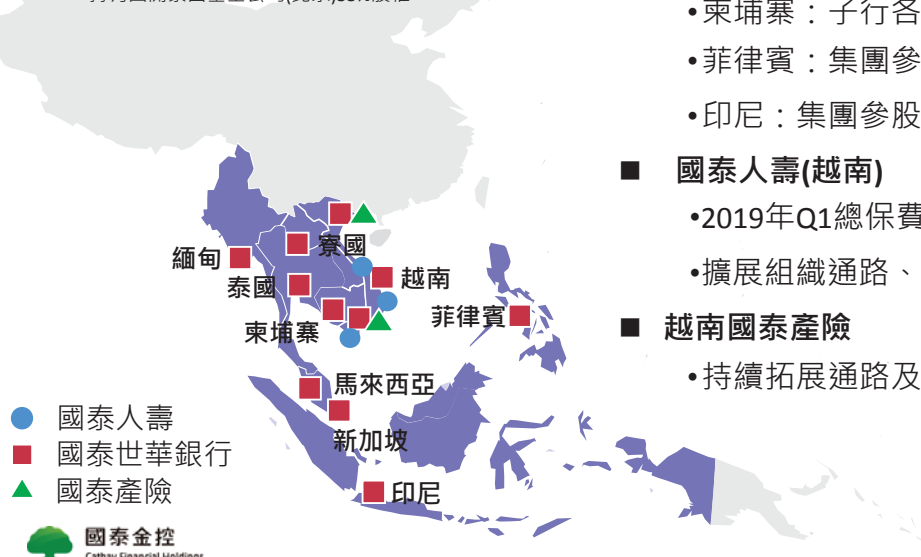 •柬埔寨：子行各
•菲律賓：集團參
•印尼：集團參股
■ 國泰人壽(越南)
•2019年Q1總保費
•擴展組織通路、
■ 越南國泰產險
•持續拓展通路及
寮國
緬甸
越南
泰國
菲律賓
柬埔寨
馬來西亞
新加坡
印尼
國泰人壽
國泰世華銀行
國泰產險
國泰金控
Cathay Financial Holdings